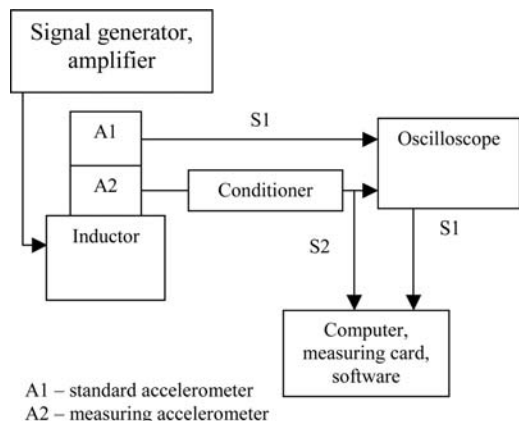 Signal generator,
amplifier
A1
S1
Oscilloscope
A2
Conditioner
Inductor
S2
S1
Computer,
measuring card,
software
A1 – standard accelerometer
A2 – measuring accelerometer